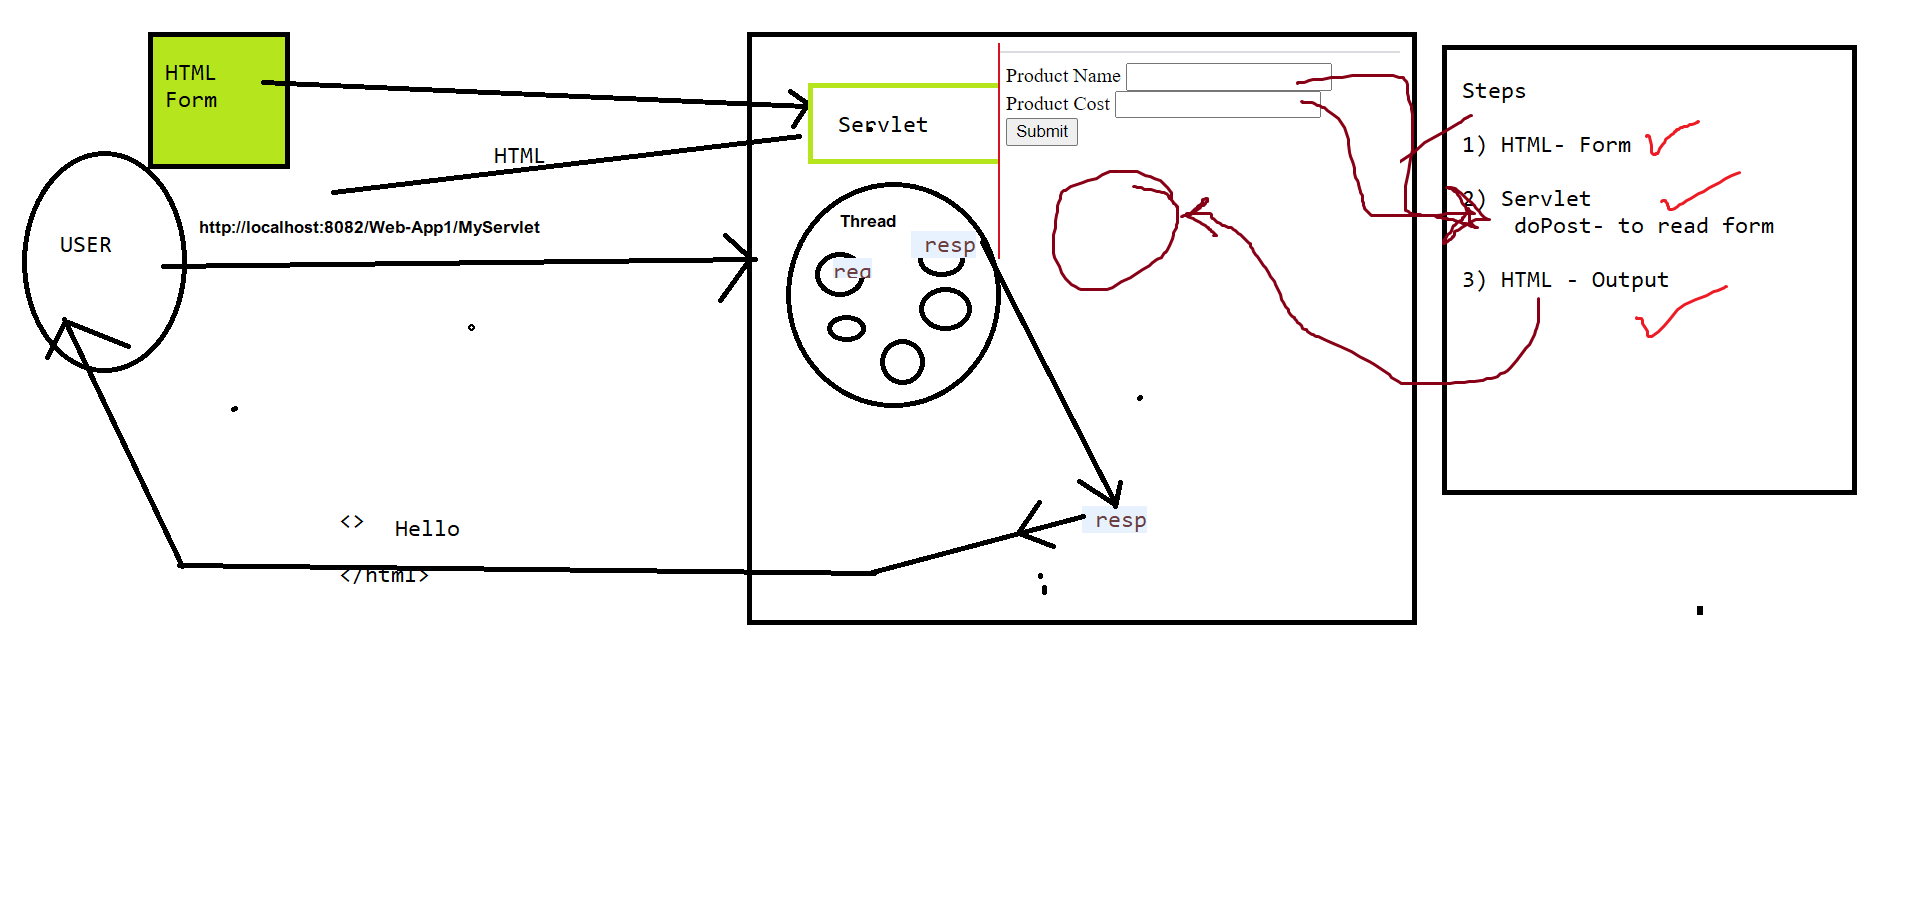 HTML
Form
Servlet
HTML
USER
http://localhost:8082/Web-App1/MyServlet
Thread
resp
req
Product Name
Product Cost
Submit
resp
<>
Hello
</html>
Steps
1) HTML- Form
2) Servlet
doPost- to read form
3) HTML - Output